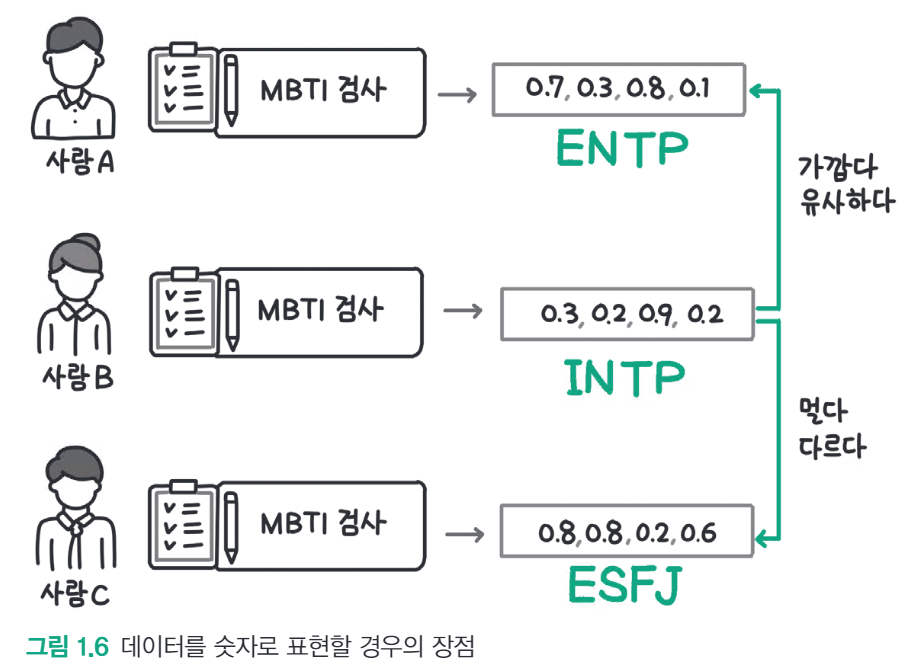 MBTI 검사
0.7, 0.3, 0.8, 0.1
ENTP
사람 A
가깝다
유사하다
MBTI 검사
0.3, 0.2, 0.9, 0.2
INTP
사람 B
멀다
다르다
MBTI 검사
0.8, 0.8, 0.2, 0.6
ESFJ
사람 C
그림 1.6 데이터를 숫자로 표현할 경우의 장점